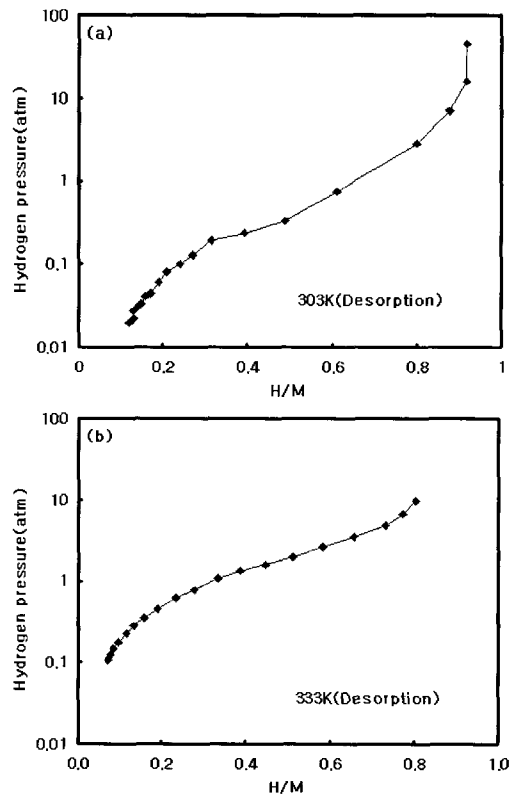 (a)
Hydrogen pressure(atm)
100
10
1
0.1
0.01
0
0.2
0.4
0.6
0.8
1
303K(Desorption)
H/M
(b)
Hydrogen pressure(atm)
100
10
1
0.1
0.01
0.0
0.2
0.4
0.6
0.8
1.0
333K(Desorption)
H/M